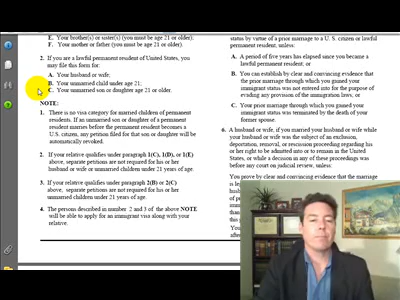 E. Your brother(s) or sister(s) (you must be age 21 or older).
F. Your mother or father (you must be age 21 or older).
2. If you are a lawful permanent resident of United States, you
may file this form for:
A. Your husband or wife;
B. Your unmarried child under age 21;
C. Your unmarried son or daughter age 21 or older.
NOTE:
1. There is no visa category for married children of permanent
residents. If an unmarried son or daughter of a permanent
resident marries before the permanent resident becomes a
U.S. citizen, any petition filed for that son or daughter will be
automatically revoked.
2. If your relative qualifies under paragraph 1(C), 1(D), or 1(E)
above, separate petitions are not required for his or her
husband or wife or unmarried children under 21 years of age
3. If your relative qualifies under paragraph 2(B) or 2(C)
above, separate petitions are not required for his or her
unmarried children under 21 years of age.
4. The persons described in number 2 and 3 of the above NOTE
will be able to apply for an immigrant visa along with your
relative.
status by virtue of a prior marriage to a U. S. citizen or lawful
permanent resident, unless:
A. A period of five years has elapsed since you became a
lawful permanent resident; or
B. You can establish by clear and convincing evidence that
the prior marriage through which you gained your
immigrant status was not entered into for the purpose of
evading any provision of the immigration laws, or
C. Your prior marriage through which you gained your
immigrant status was terminated by the death of your
former spouse.
6. A husband or wife, if you married your husband or wife while
your husband or wife was the subject of an exclusion,
deportation, removal, or rescission proceeding regarding his
or her right to be admitted into or to remain in the United
States, or while a decision in any of these proceedings was
before any court on judicial review, unless:
You prove by clear and convincing evidence that the marriage
is leg